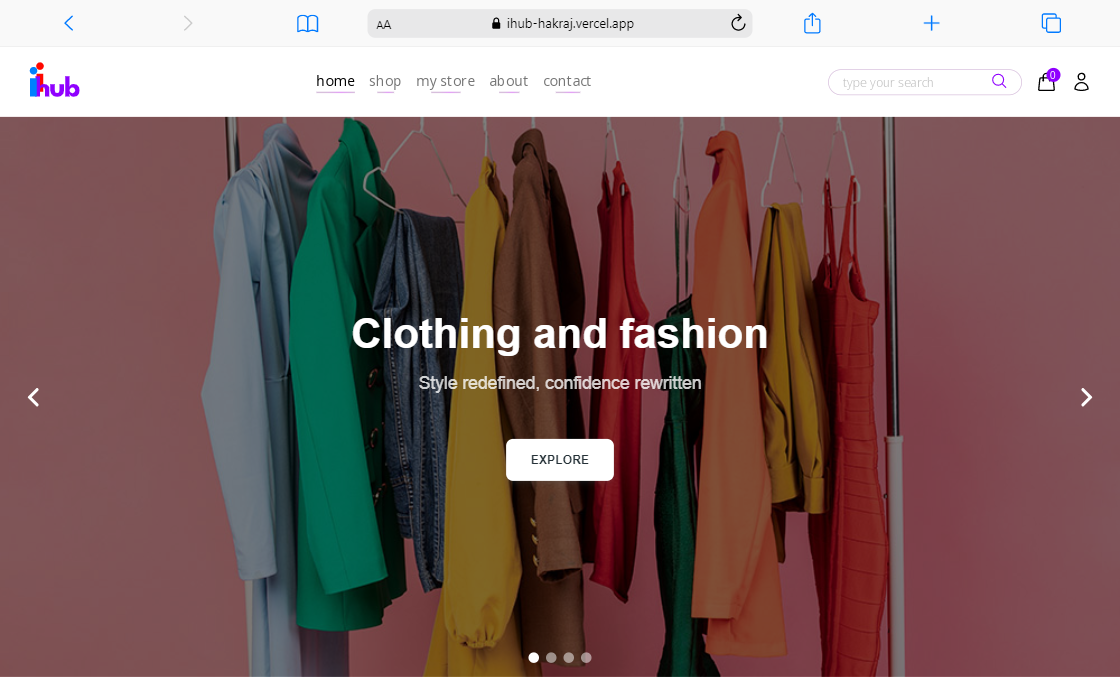 AA
ihub-hakraj.vercel.app
ihub
home shop my store about contact
type your search
0
Clothing and fashion
Style redefined, confidence rewritten
EXPLORE